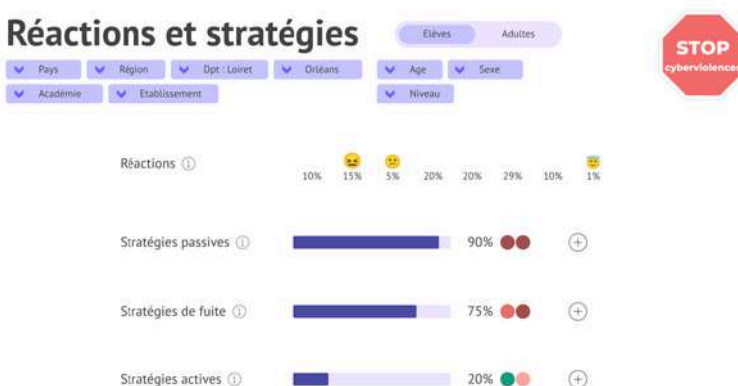 Réactions et stratégies
Elèves Adultes
STOP
cyberviolences
Pays Région Dpt : Loiret Orléans Age Sexe
Académie Etablissement Niveau
Réactions
10% 15% 5% 20% 20% 29% 10% 1%
Stratégies passives 90%
Stratégies de fuite 75%
Stratégies actives 20%